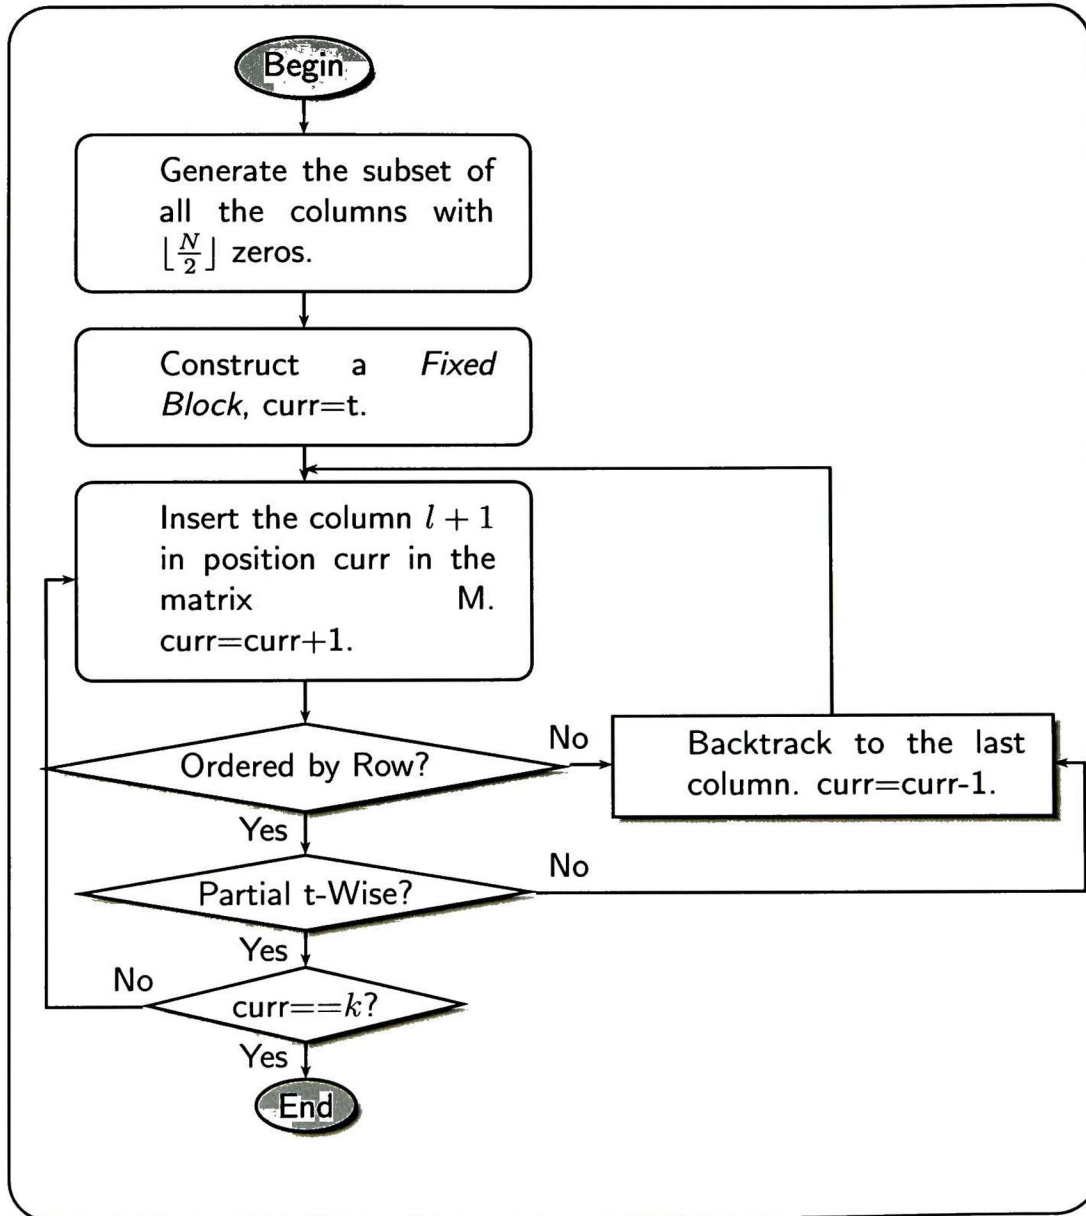 Begin
Generate the subset of
all the columns with
⌊N/2⌋ zeros.
Construct a Fixed
Block, curr=t.
Insert the column l + 1
in position curr in the
matrix M.
curr=curr+1.
Ordered by Row?
No
Backtrack to the last
column. curr=curr-1.
Yes
Partial t-Wise?
No
Yes
No
curr==k?
Yes
End